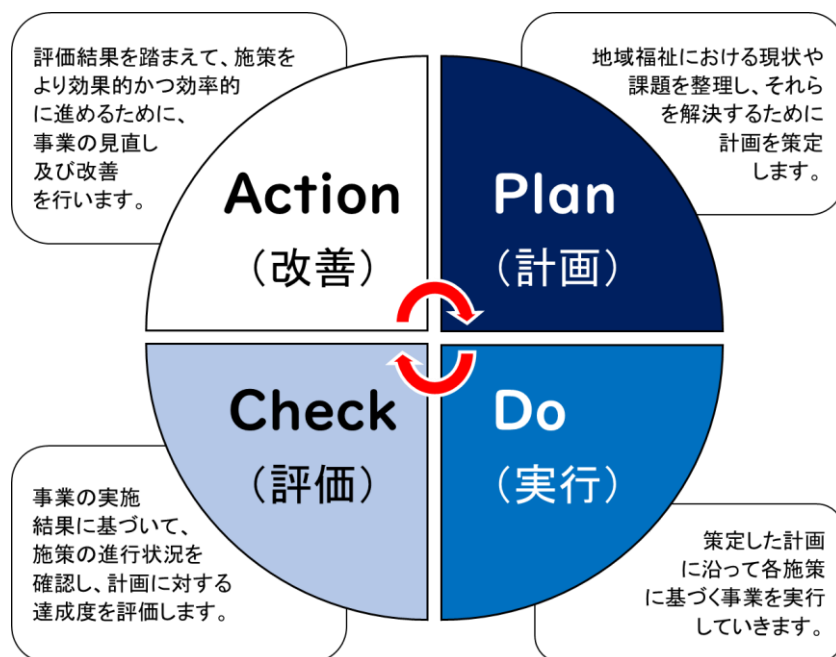 評価結果を踏まえて、施策を
より効果的かつ効率的
に進めるために、
事業の見直し
及び改善
を行います。
地域福祉における現状や
課題を整理し、それら
を解決するために
計画を策定
します。
Action
（改善）
Plan
（計画）
Check
（評価）
Do
（実行）
事業の実施
結果に基づいて、
施策の進行状況を
確認し、計画に対する
達成度を評価します。
策定した計画
に沿って各施策
に基づく事業を実行
していきます。